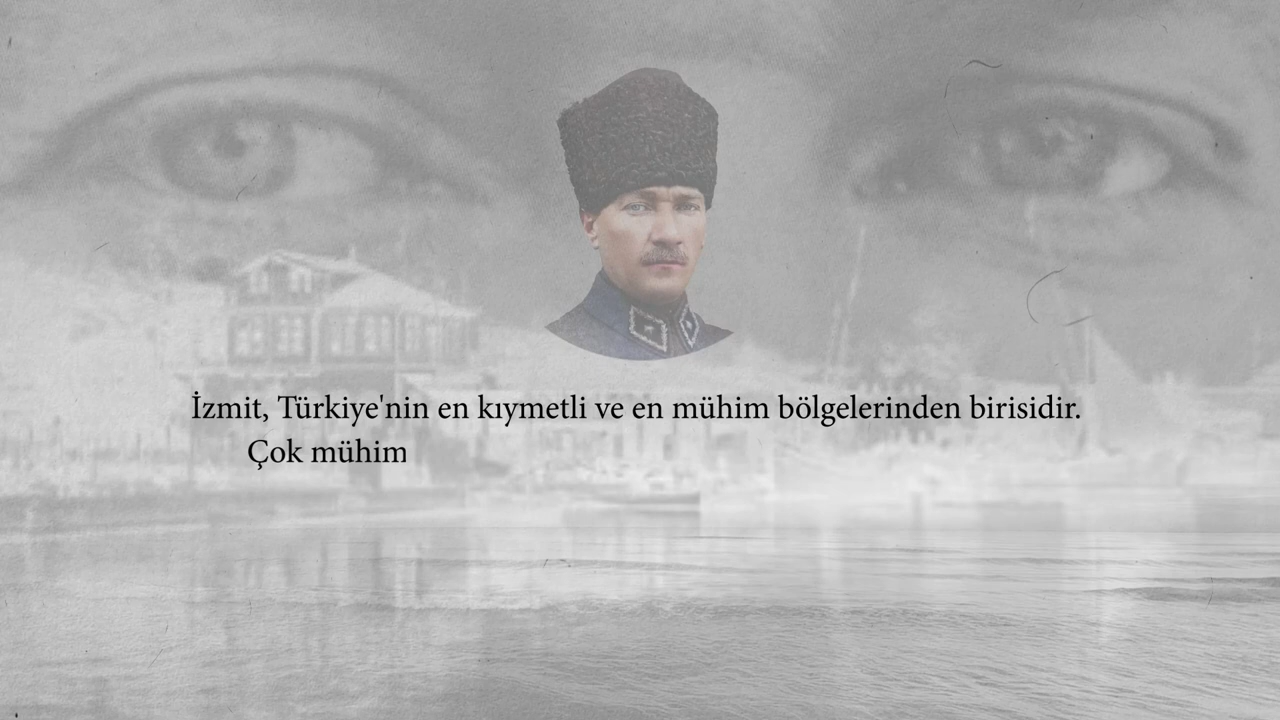 İzmit, Türkiye'nin en kıymetli ve en mühim bölgelerinden birisidir.
Çok mühim